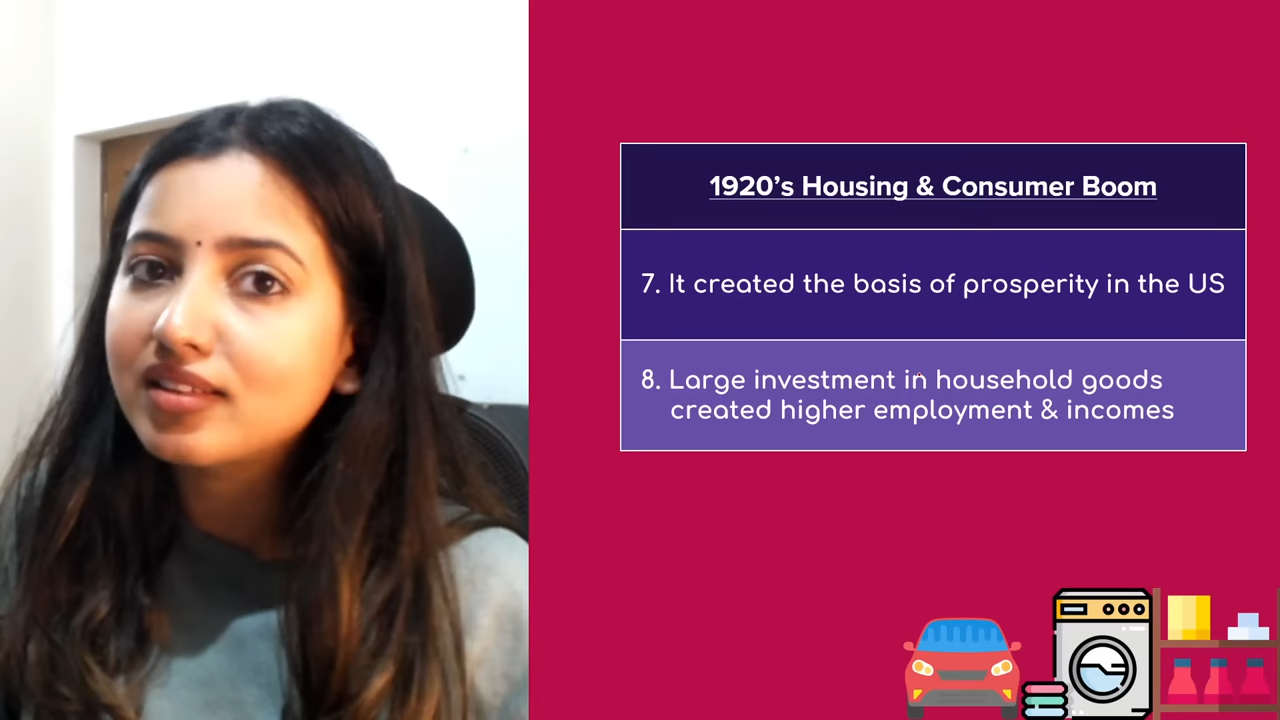 1920's Housing & Consumer Boom
7. It created the basis of prosperity in the US
8. Large investment in household goods
created higher employment & incomes